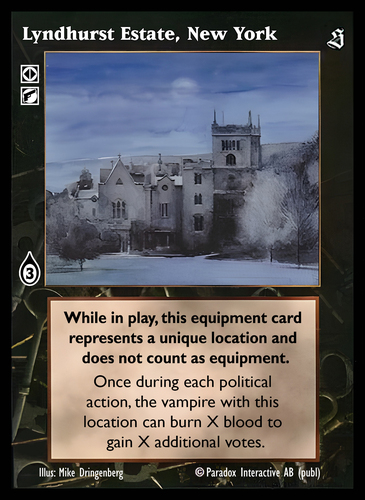 Lyndhurst Estate, New York
3
While in play, this equipment card
represents a unique location and
does not count as equipment.
Once during each political
action, the vampire with this
location can burn X blood to
gain X additional votes.
Illus: Mike Dringenberg
© Paradox Interactive AB (publ)